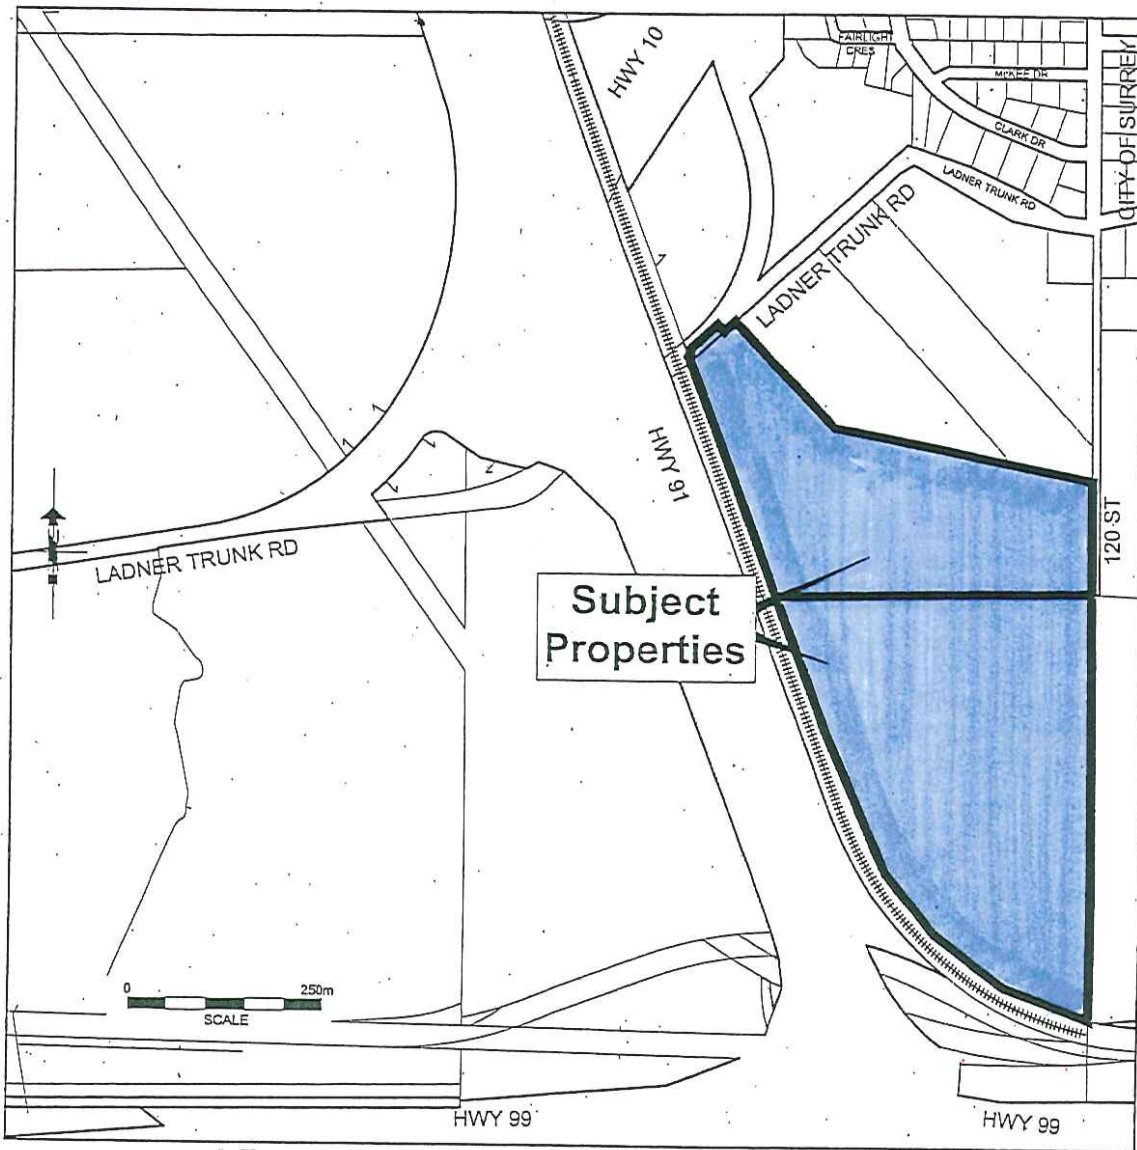 HWY 10
FAIRLIGHT
CRES
MCKEE DR
CLARK DR
LADNER TRUNK RD
CITY OF SURREY
LADNER TRUNK RD
HWY 91
120 ST
LADNER TRUNK RD
Subject
Properties
0 250m
SCALE
HWY 99
HWY 99